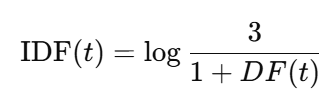 IDF(t) = log 3 / (1 + DF(t))